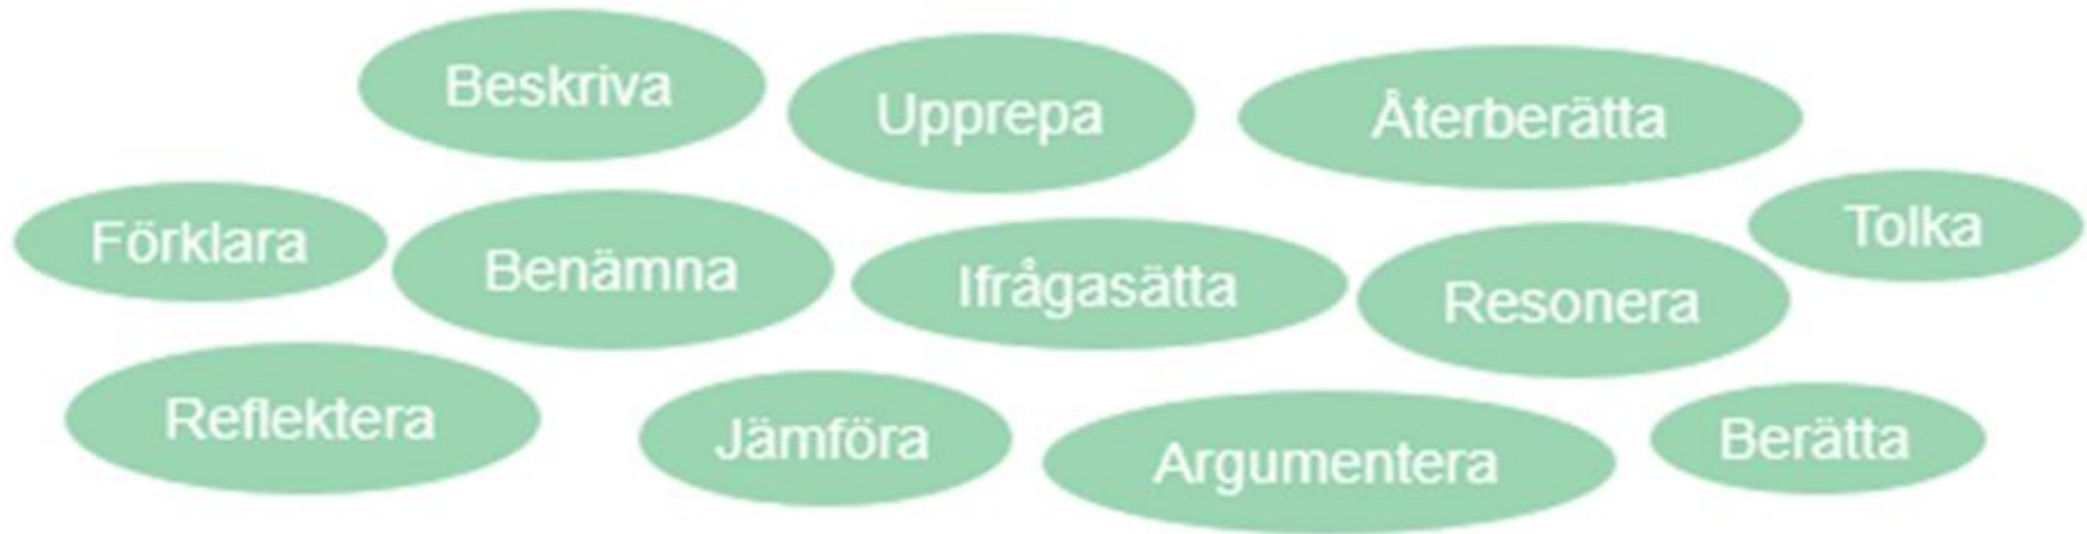 Beskriva
Upprepa
Återberätta
Förklara
Benämna
Ifrågasätta
Resonera
Tolka
Reflektera
Jämföra
Argumentera
Berätta